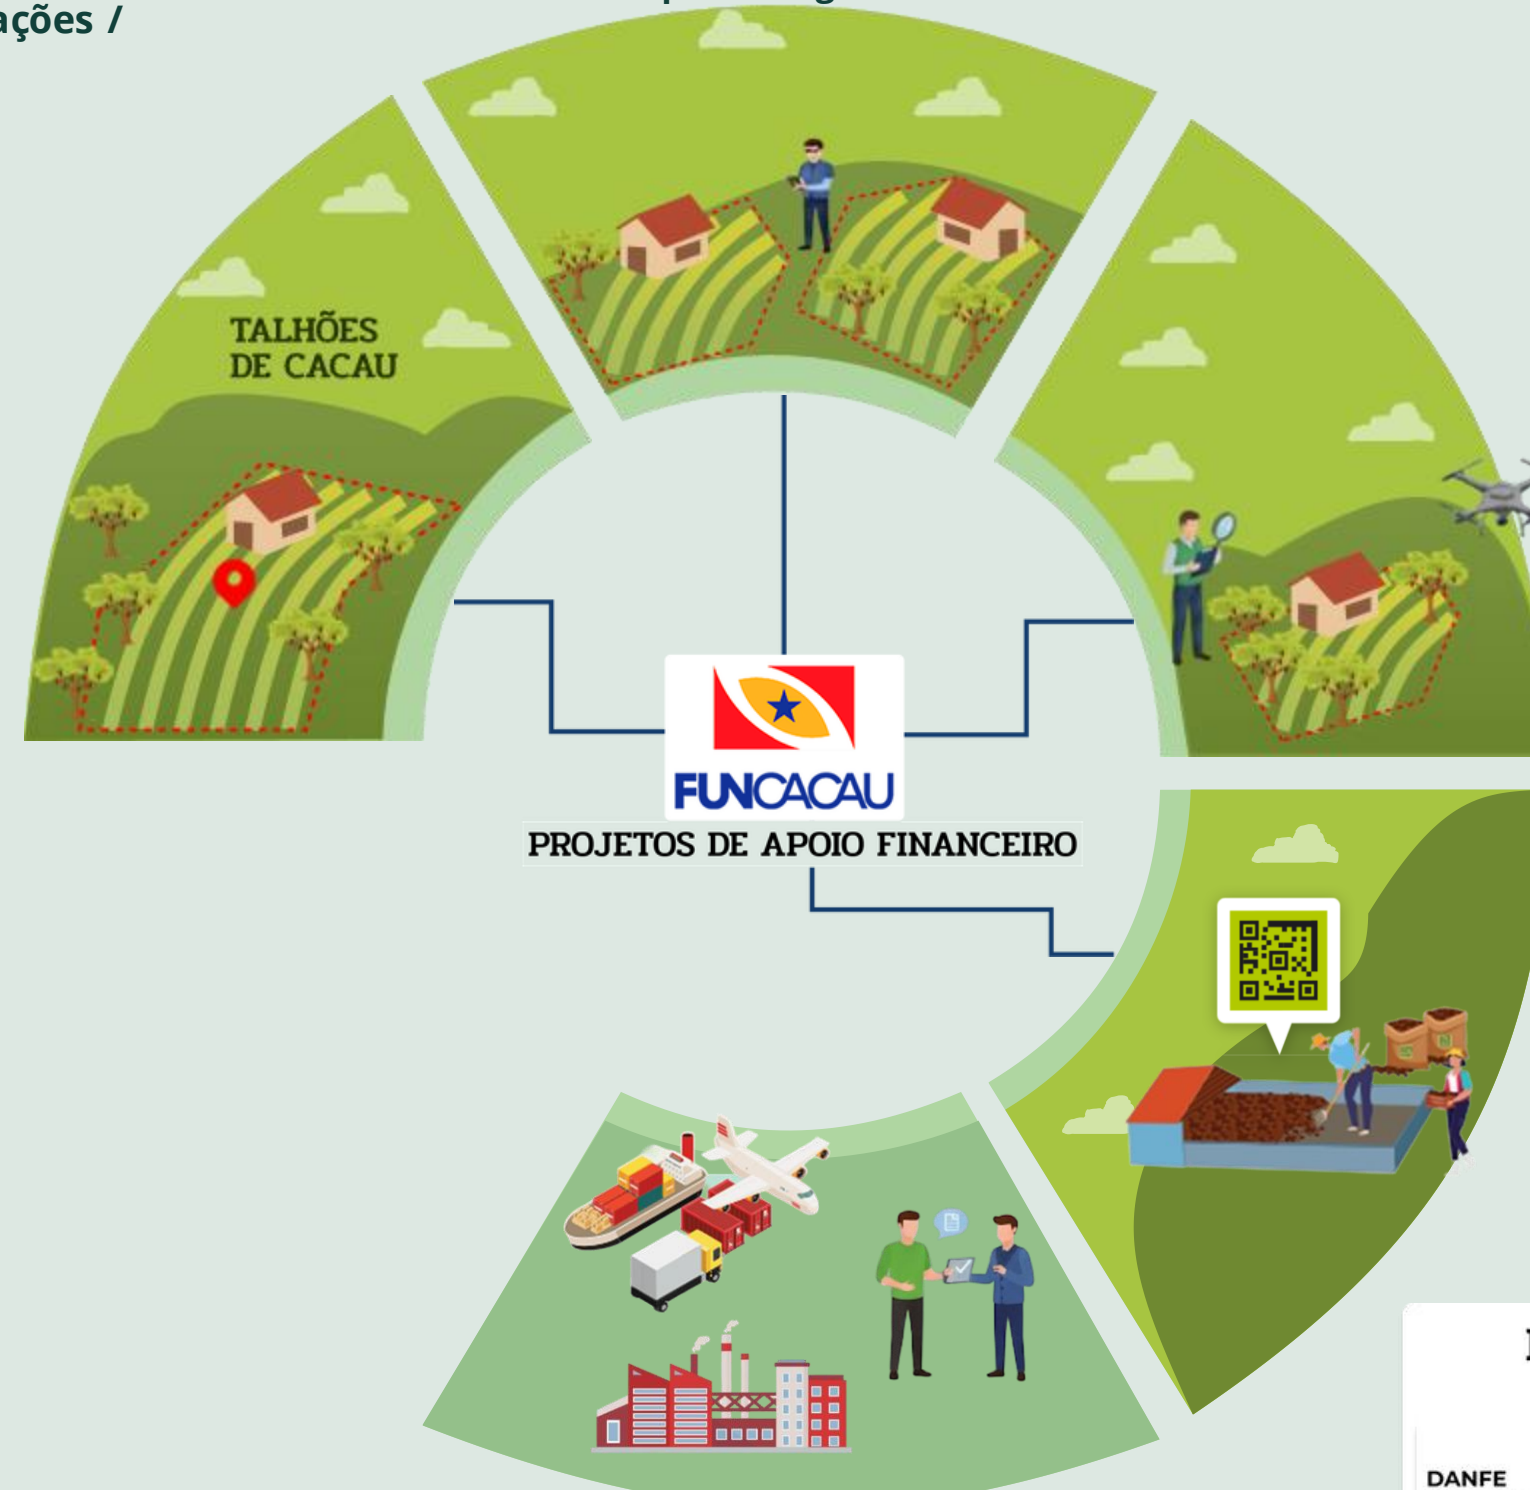 ações /
TALHÕES
DE CACAU
FUNCACAU
PROJETOS DE APOIO FINANCEIRO
DANFE